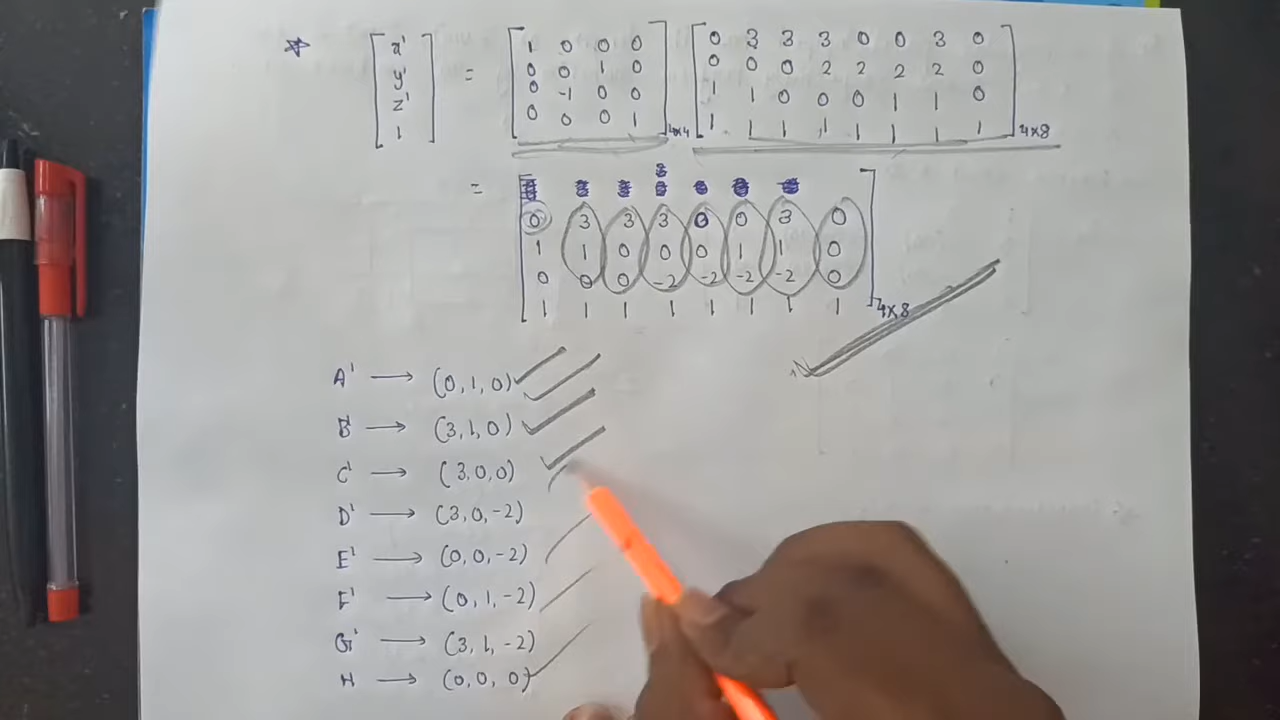 x' 1 0 0 0 0 3 3 3 0 0 3 0
y' = 0 0 1 0 0 0 0 2 2 2 2 0
z' 0 -1 0 0 1 1 0 0 0 1 1 0
1 0 0 0 1 4x4 1 1 1 1 1 1 1 1 4x8
=
0 3 3 3 0 0 3 0
1 1 0 0 0 1 1 0
0 0 0 -2 -2 -2 -2 0
1 1 1 1 1 1 1 1 4x8
A' → (0, 1, 0)
B' → (3, 1, 0)
C' → (3, 0, 0)
D' → (3, 0, -2)
E' → (0, 0, -2)
F' → (0, 1, -2)
G' → (3, 1, -2)
H → (0, 0, 0)